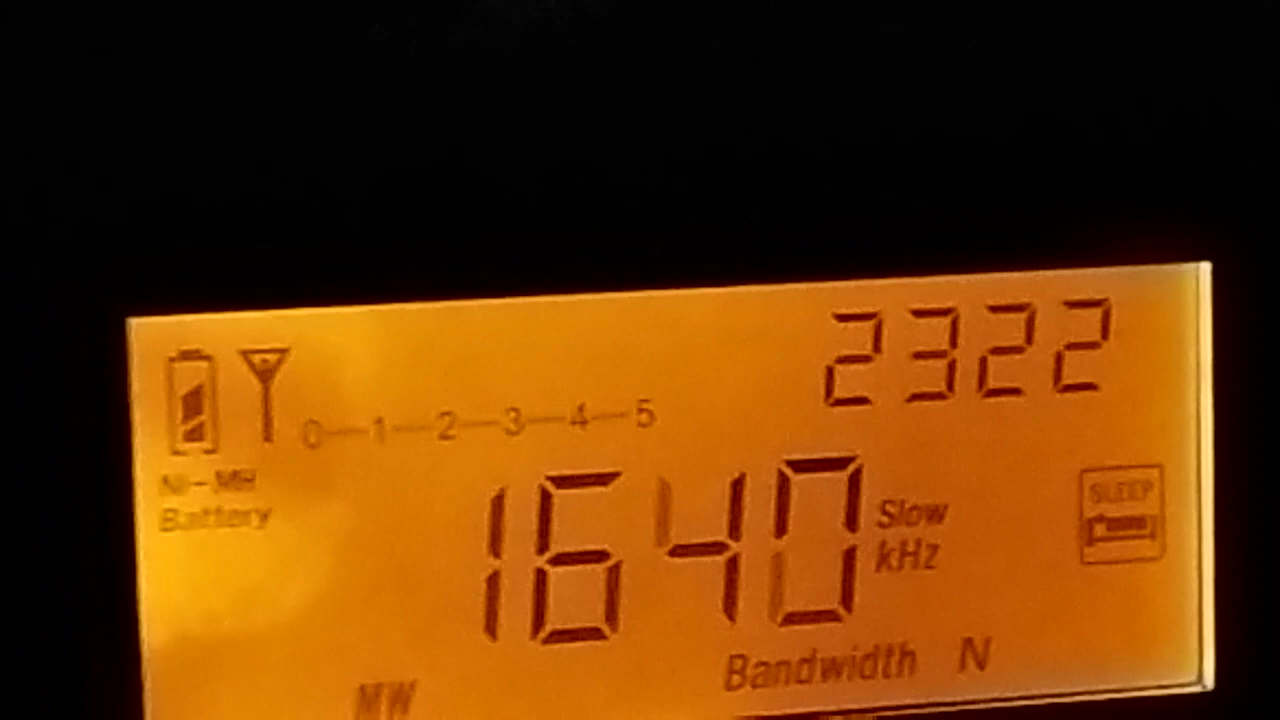 2322
0—1—2—3—4—5
Ni-MH
Battery
1640
Slow
kHz
SLEEP
Bandwidth N
MW